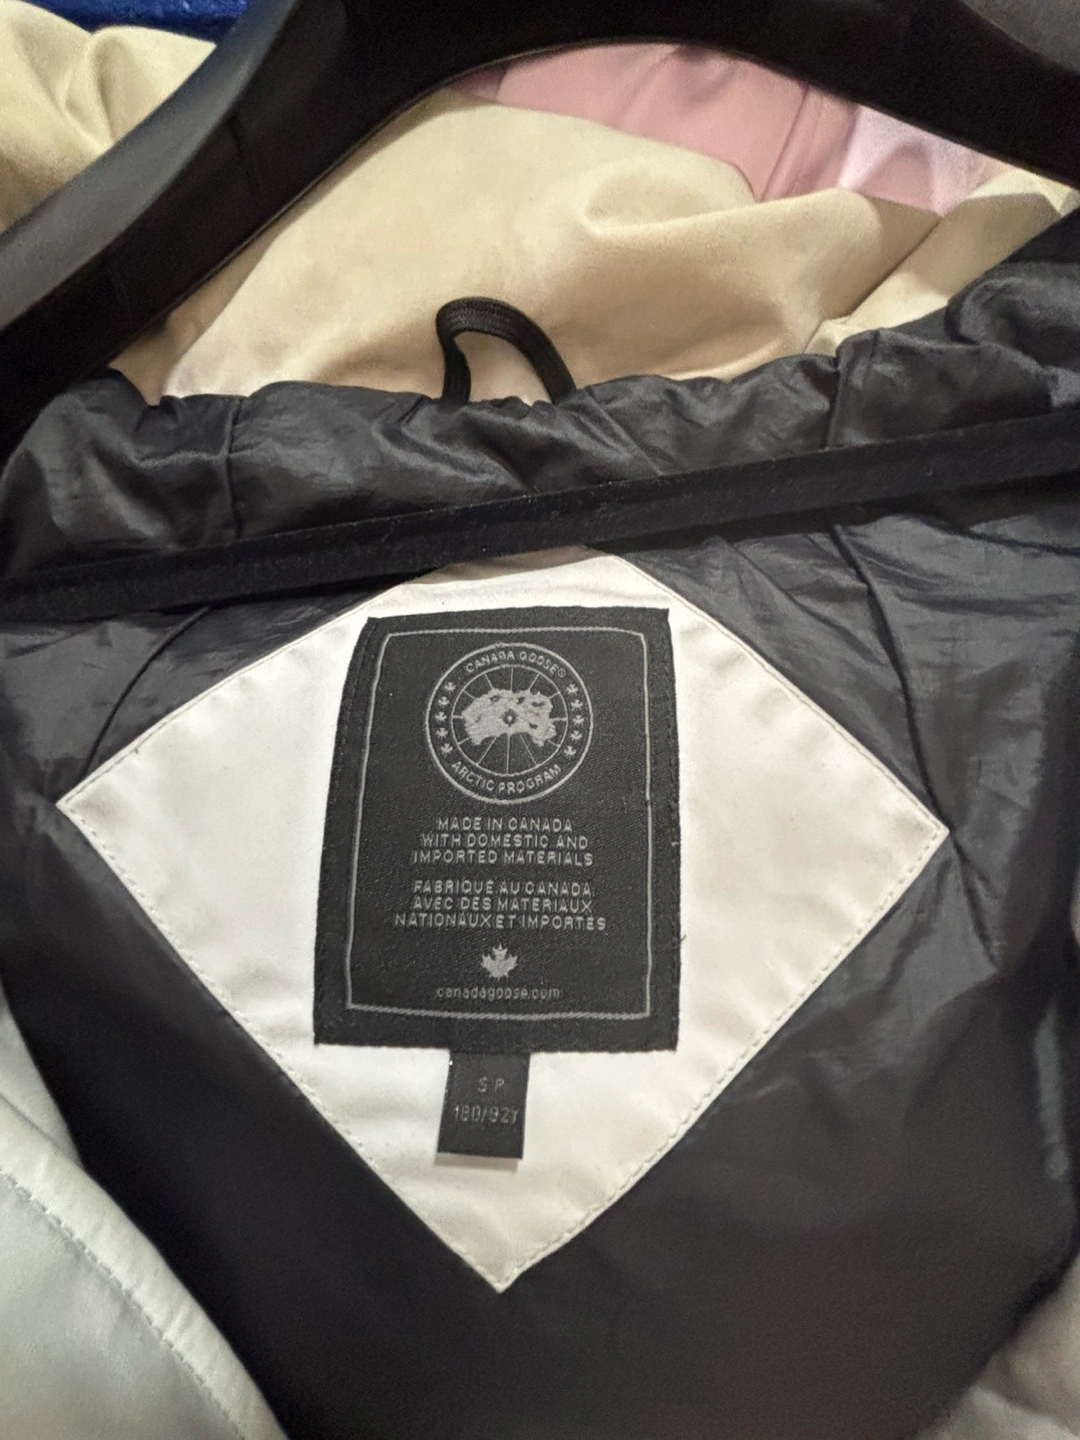 CANADA GOOSE®
ARCTIC PROGRAM
MADE IN CANADA
WITH DOMESTIC AND
IMPORTED MATERIALS
FABRIQUÉ AU CANADA
AVEC DES MATERIAUX
NATIONAUX ET IMPORTES
canadagoose.com
S P
180/92Y